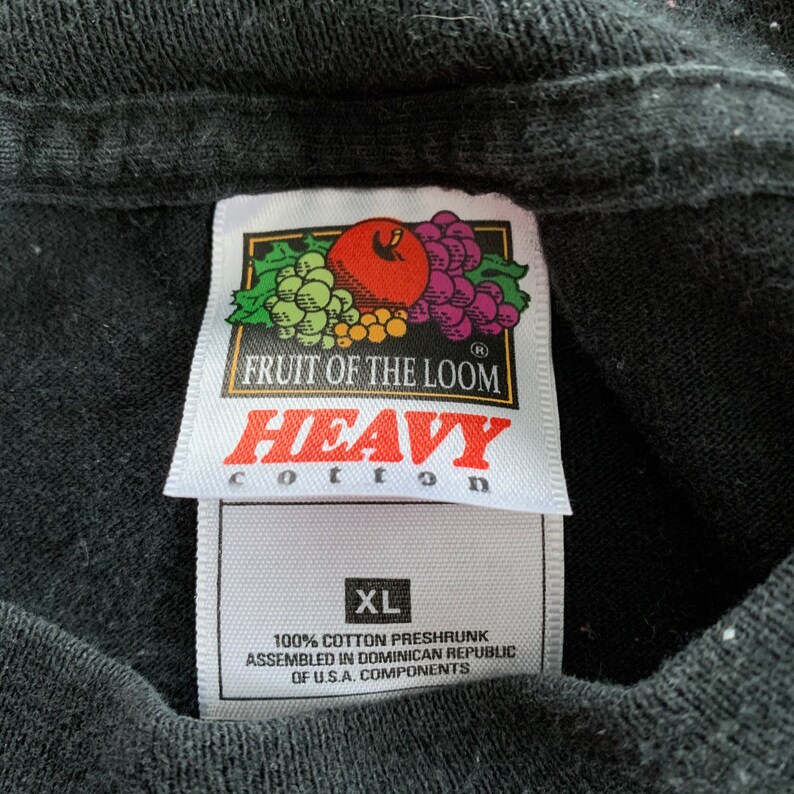 ®
FRUIT OF THE LOOM
HEAVY
cotton
XL
100% COTTON PRESHRUNK
ASSEMBLED IN DOMINICAN REPUBLIC
OF U.S.A. COMPONENTS